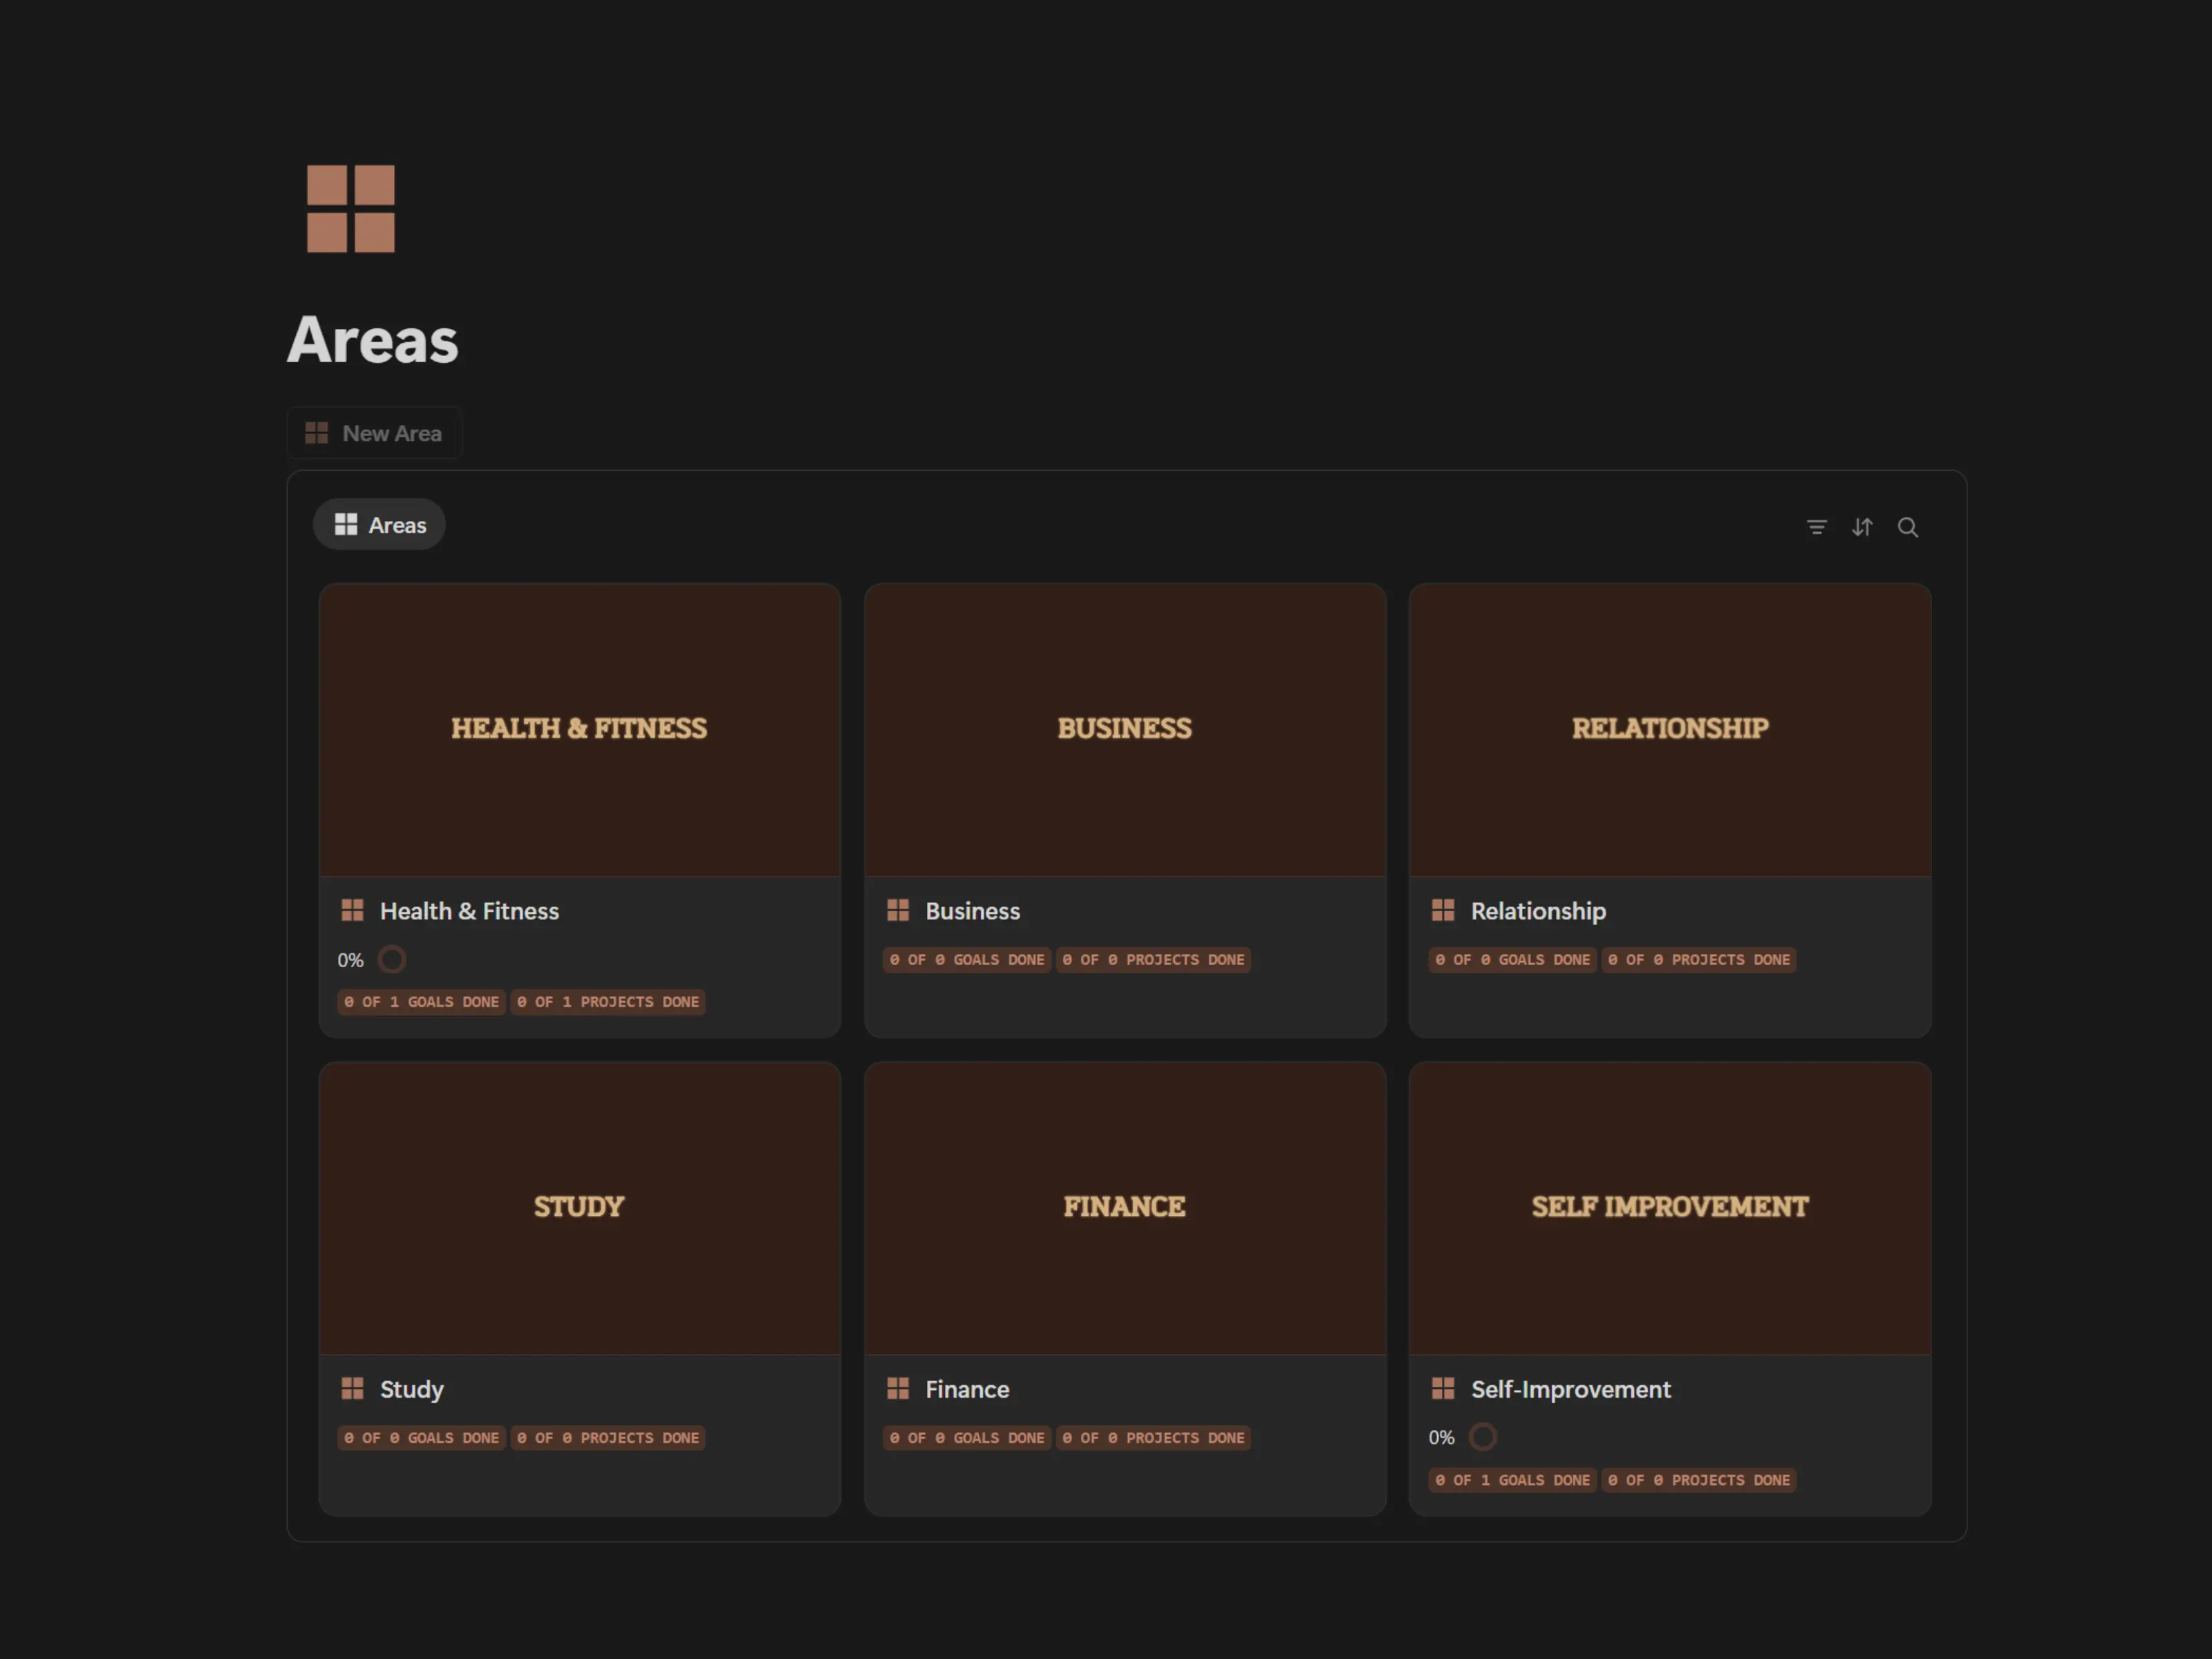 Areas
New Area
Areas
HEALTH & FITNESS
Health & Fitness
0%
0 OF 1 GOALS DONE 0 OF 1 PROJECTS DONE
BUSINESS
Business
0 OF 0 GOALS DONE 0 OF 0 PROJECTS DONE
RELATIONSHIP
Relationship
0 OF 0 GOALS DONE 0 OF 0 PROJECTS DONE
STUDY
Study
0 OF 0 GOALS DONE 0 OF 0 PROJECTS DONE
FINANCE
Finance
0 OF 0 GOALS DONE 0 OF 0 PROJECTS DONE
SELF IMPROVEMENT
Self-Improvement
0%
0 OF 1 GOALS DONE 0 OF 0 PROJECTS DONE